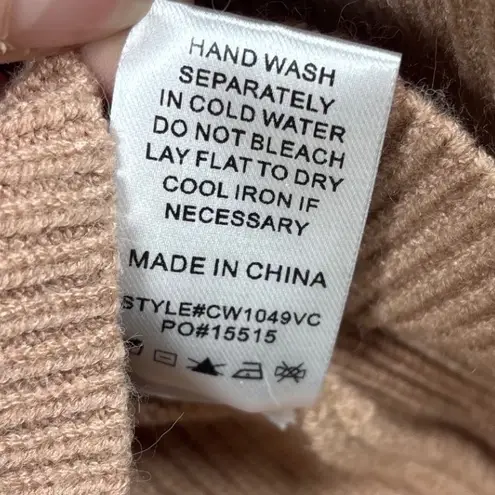 HAND WASH
SEPARATELY
IN COLD WATER
DO NOT BLEACH
LAY FLAT TO DRY
COOL IRON IF
NECESSARY
MADE IN CHINA
STYLE#CW1049VC
PO#15515